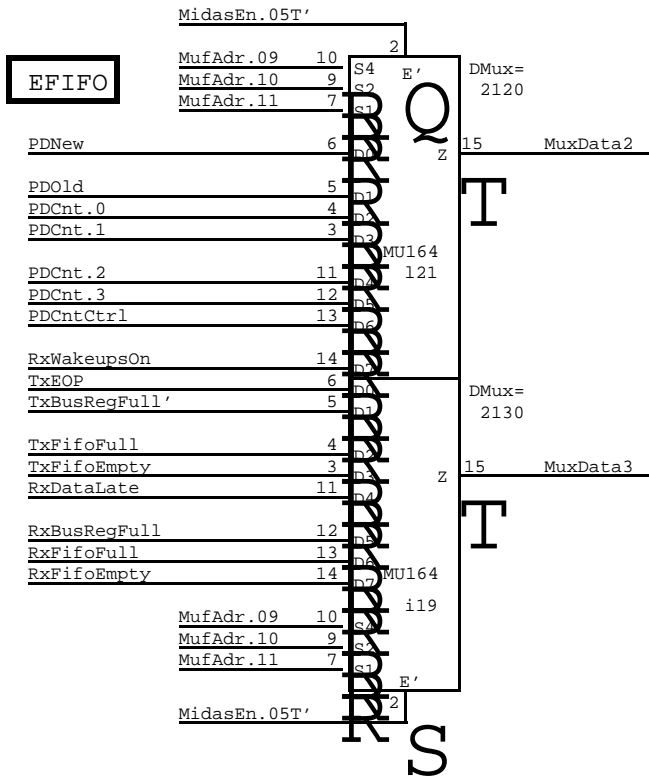 MidasEn.05T'
2
MufAdr.09 10 S4 E' DMux=
EFIFO MufAdr.10 9 S2 Q 2120
MufAdr.11 7 S1
PDNew 6 D0 Z 15 MuxData2
PDOld 5 D1 T
PDCnt.0 4 D2
PDCnt.1 3 D3
MU164
PDCnt.2 11 D4 l21
PDCnt.3 12 D5
PDCntCtrl 13 D6
RxWakeupsOn 14 D7
TxEOP 6 D0 DMux=
TxBusRegFull' 5 D1 2130
TxFifoFull 4 D2
TxFifoEmpty 3 D3 Z 15 MuxData3
RxDataLate 11 D4
T
RxBusRegFull 12 D5
RxFifoFull 13 D6
RxFifoEmpty 14 D7 MU164
i19
MufAdr.09 10 S4
MufAdr.10 9 S2
MufAdr.11 7 S1
E'
2
MidasEn.05T'
S